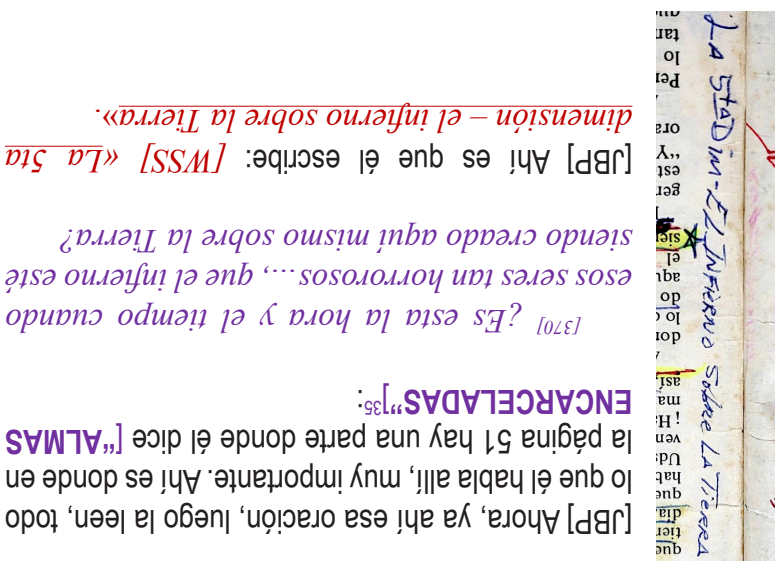 [JBP] Ahora, ya ahí esa oración, luego la leen, todo
lo que él habla allí, muy importante. Ahí es donde en
la página 51 hay una parte donde él dice [“ALMAS
ENCARCELADAS”]35:
[370] ¿Es esta la hora y el tiempo cuando
esos seres tan horrorosos…, que el infierno esté
siendo creado aquí mismo sobre la Tierra?
[JBP] Ahí es que él escribe: [WSS] «La 5ta
dimensión – el infierno sobre la Tierra».
LA 5ta DIM - EL INFIERNO SOBRE LA TIERRA